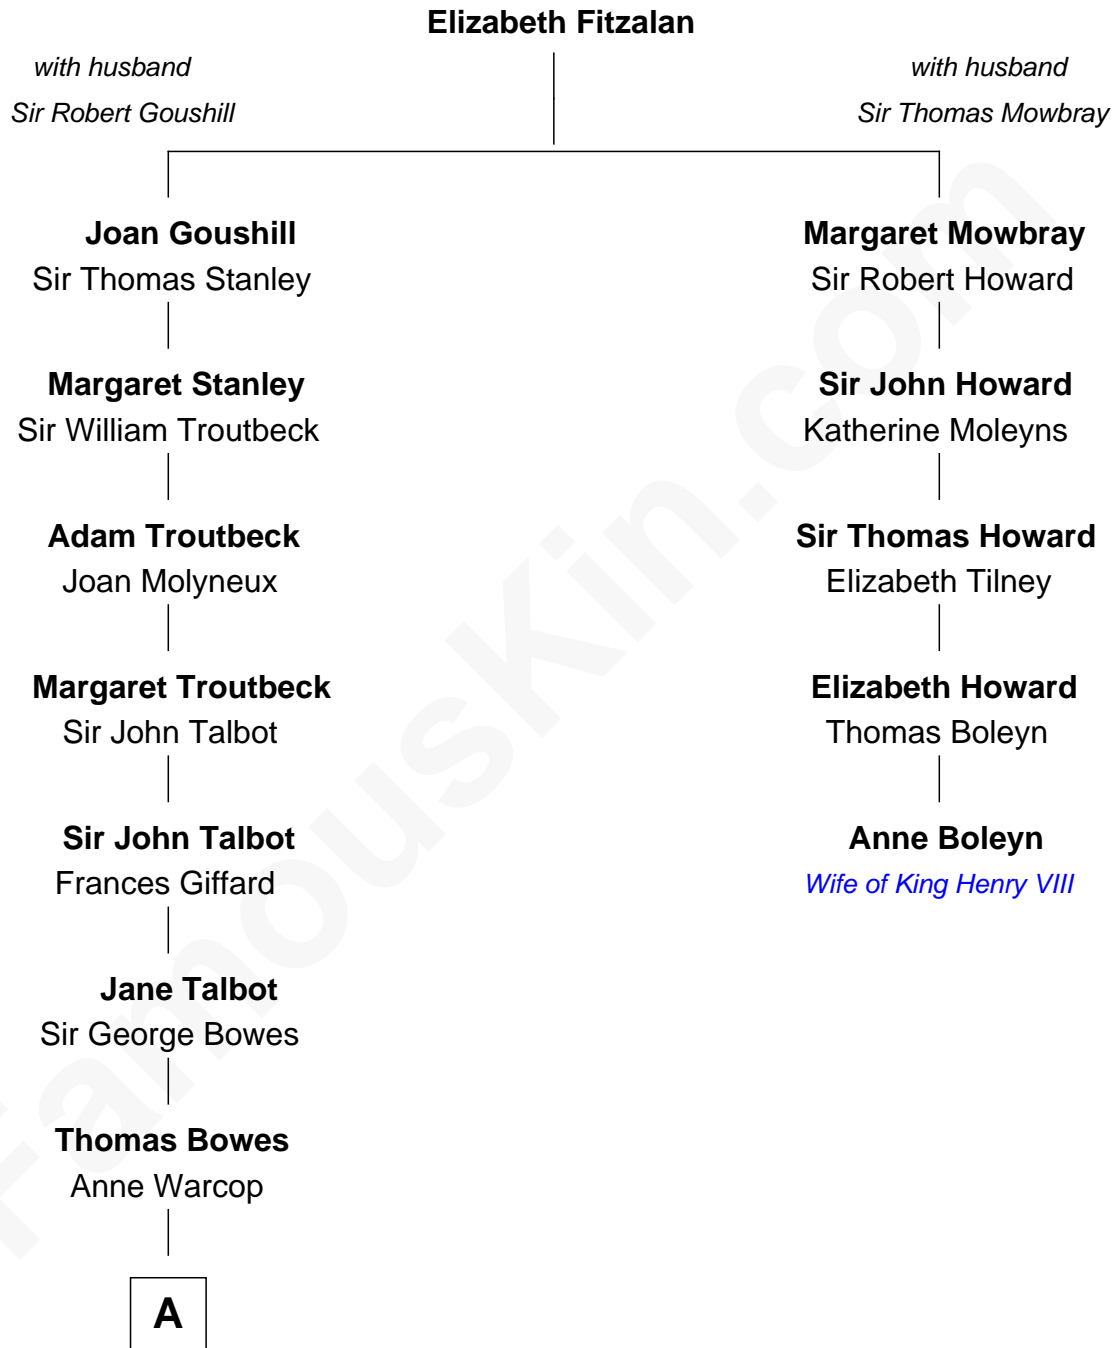 Elizabeth Fitzalan
with husband
Sir Robert Goushill
with husband
Sir Thomas Mowbray
Joan Goushill
Sir Thomas Stanley
Margaret Stanley
Sir William Troutbeck
Adam Troutbeck
Joan Molyneux
Margaret Troutbeck
Sir John Talbot
Sir John Talbot
Frances Giffard
Jane Talbot
Sir George Bowes
Thomas Bowes
Anne Warcop
A
Margaret Mowbray
Sir Robert Howard
Sir John Howard
Katherine Moleyns
Sir Thomas Howard
Elizabeth Tilney
Elizabeth Howard
Thomas Boleyn
Anne Boleyn
Wife of King Henry VIII
FamousKin.com